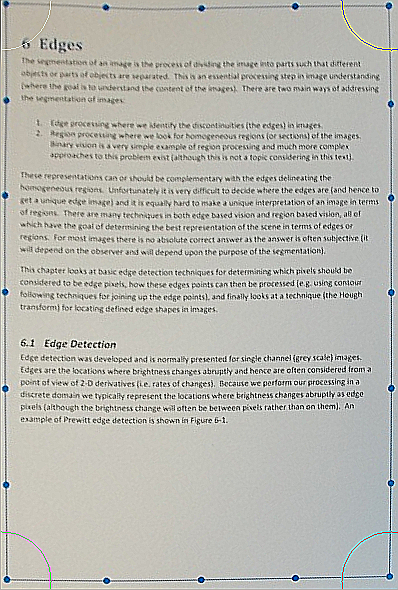 6 Edges
The segmentation of an image is the process of dividing the image into parts such that different
objects or parts of objects are separated. This is an essential processing step in image understanding
(where the goal is to understand the content of the images). There are two main ways of addressing
the segmentation of images:
1. Edge processing where we identify the discontinuities (the edges) in images.
2. Region processing where we look for homogeneous regions (or sections) of the images.
Binary vision is a very simple example of region processing and much more complex
approaches to this problem exist (although this is not a topic considering in this text).
These representations can or should be complementary with the edges delineating the
homogeneous regions. Unfortunately it is very difficult to decide where the edges are (and hence to
get a unique edge image) and it is equally hard to make a unique interpretation of an image in terms
of regions. There are many techniques in both edge based vision and region based vision, all of
which have the goal of determining the best representation of the scene in terms of edges or
regions. For most images there is no absolute correct answer as the answer is often subjective (it
will depend on the observer and will depend upon the purpose of the segmentation).
This chapter looks at basic edge detection techniques for determining which pixels should be
considered to be edge pixels, how these edges points can then be processed (e.g. using contour
following techniques for joining up the edge points), and finally looks at a technique (the Hough
transform) for locating defined edge shapes in images.
6.1 Edge Detection
Edge detection was developed and is normally presented for single channel (grey scale) images.
Edges are the locations where brightness changes abruptly and hence are often considered from a
point of view of 2-D derivatives (i.e. rates of changes). Because we perform our processing in a
discrete domain we typically represent the locations where brightness changes abruptly as edge
pixels (although the brightness change will often be between pixels rather than on them). An
example of Prewitt edge detection is shown in Figure 6-1.